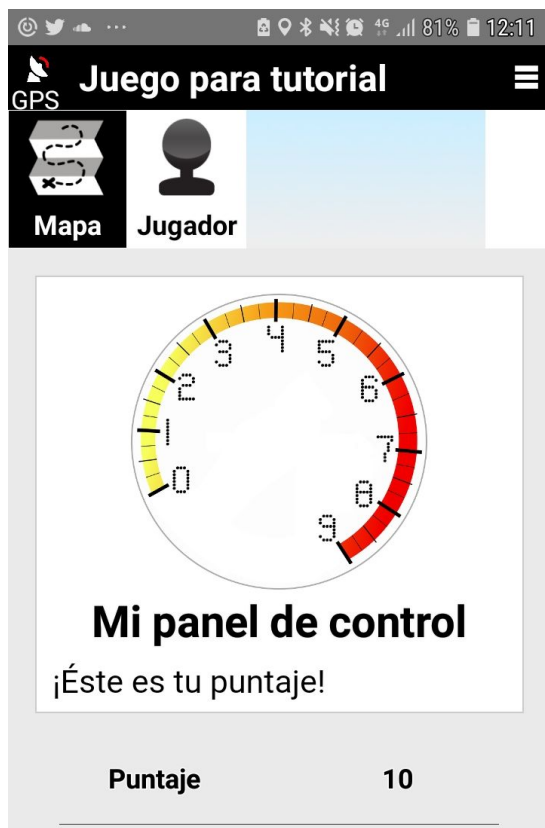 4G 81% 12:11
GPS Juego para tutorial
Mapa Jugador
0
1
2
3
4
5
6
7
8
9
Mi panel de control
¡Éste es tu puntaje!
Puntaje 10